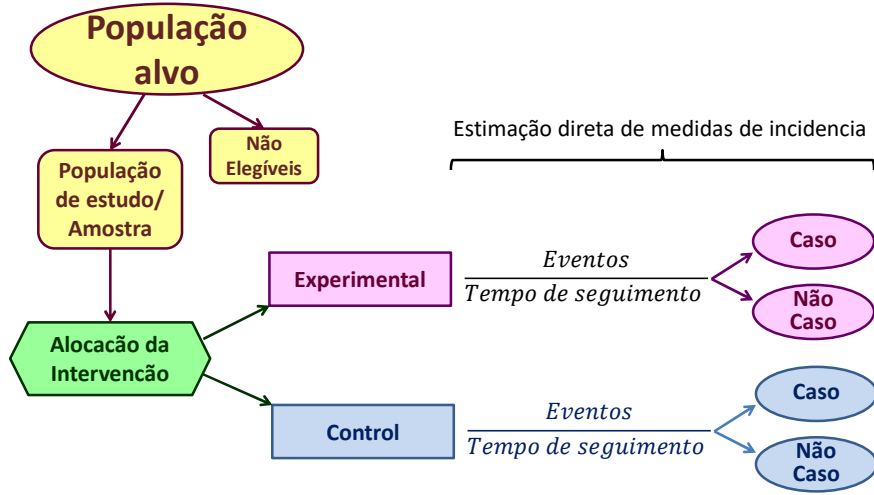 População
alvo
Não
Elegíveis
População
de estudo/
Amostra
Estimação direta de medidas de incidencia
Experimental
Eventos
Tempo de seguimento
Caso
Não
Caso
Alocacão da
Intervencão
Control
Eventos
Tempo de seguimento
Caso
Não
Caso